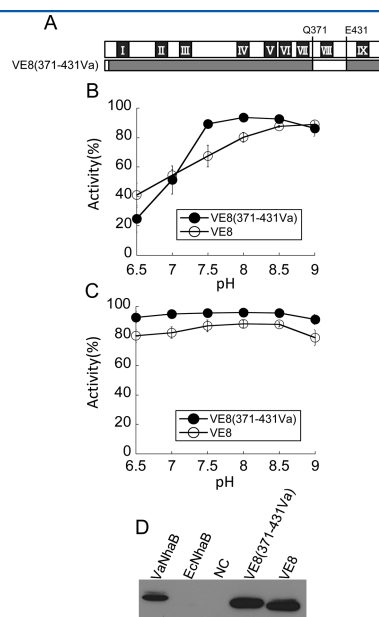 A
Q371 E431
I II III IV V VI VII VIII IX
VE8(371-431Va)
B
100
80
60
40
20
0
Activity(%)
VE8(371-431Va)
VE8
6.5 7 7.5 8 8.5 9
pH
C
100
80
60
40
20
0
Activity(%)
VE8(371-431Va)
VE8
6.5 7 7.5 8 8.5 9
pH
D
VaNhaB
EcNhaB
NC
VE8(371-431Va)
VE8